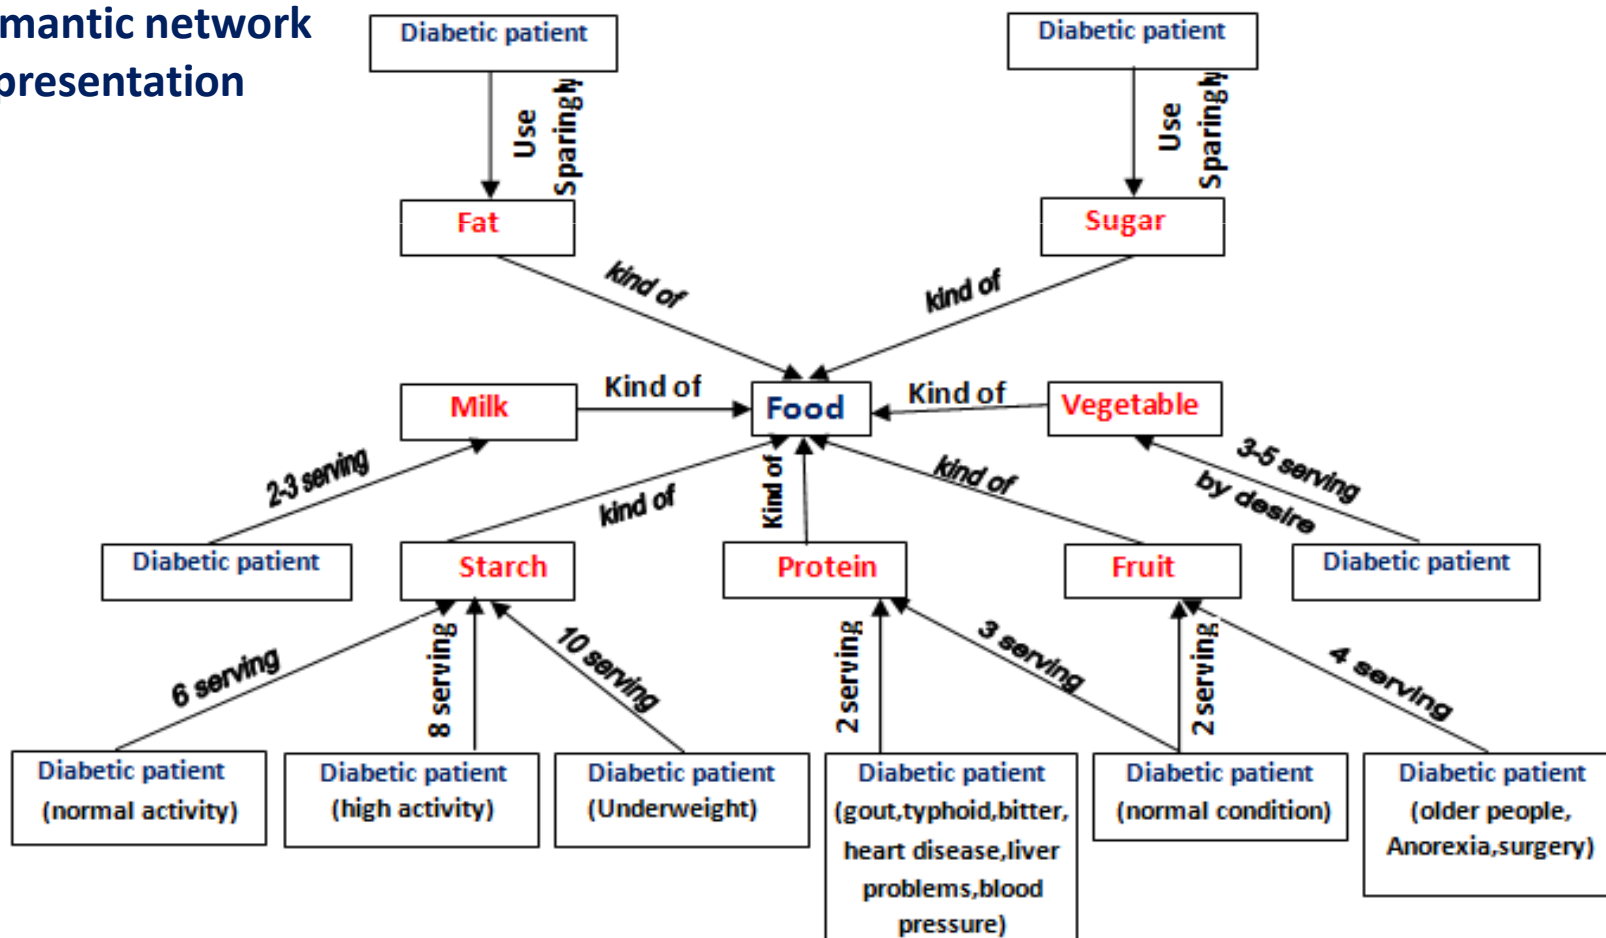 mantic network
presentation
Diabetic patient
Diabetic patient
Use
Sparingly
Use
Sparingly
Fat
Sugar
kind of
kind of
Milk
Kind of
Food
Kind of
Vegetable
2-3 serving
kind of
Kind of
kind of
3-5 serving
by desire
Diabetic patient
Starch
Protein
Fruit
Diabetic patient
6 serving
8 serving
10 serving
2 serving
3 serving
2 serving
4 serving
Diabetic patient
(normal activity)
Diabetic patient
(high activity)
Diabetic patient
(Underweight)
Diabetic patient
(gout,typhoid,bitter,
heart disease,liver
problems,blood
pressure)
Diabetic patient
(normal condition)
Diabetic patient
(older people,
Anorexia,surgery)